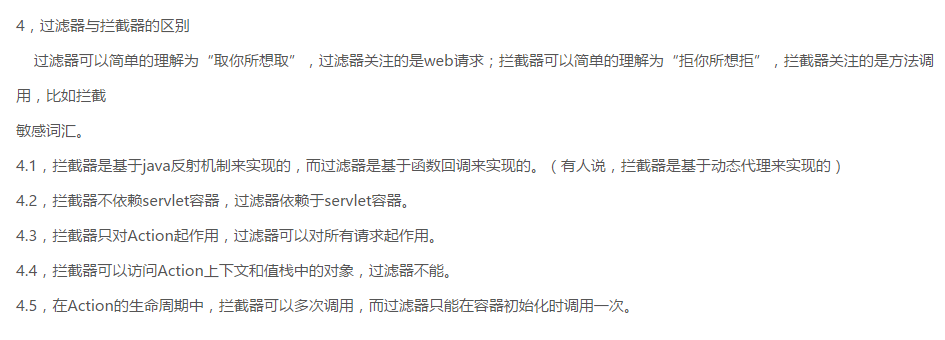 4，过滤器与拦截器的区别
过滤器可以简单的理解为“取你所想取”，过滤器关注的是web请求；拦截器可以简单的理解为“拒你所想拒”，拦截器关注的是方法调
用，比如拦截
敏感词汇。
4.1，拦截器是基于java反射机制来实现的，而过滤器是基于函数回调来实现的。（有人说，拦截器是基于动态代理来实现的）
4.2，拦截器不依赖servlet容器，过滤器依赖于servlet容器。
4.3，拦截器只对Action起作用，过滤器可以对所有请求起作用。
4.4，拦截器可以访问Action上下文和值栈中的对象，过滤器不能。
4.5，在Action的生命周期中，拦截器可以多次调用，而过滤器只能在容器初始化时调用一次。